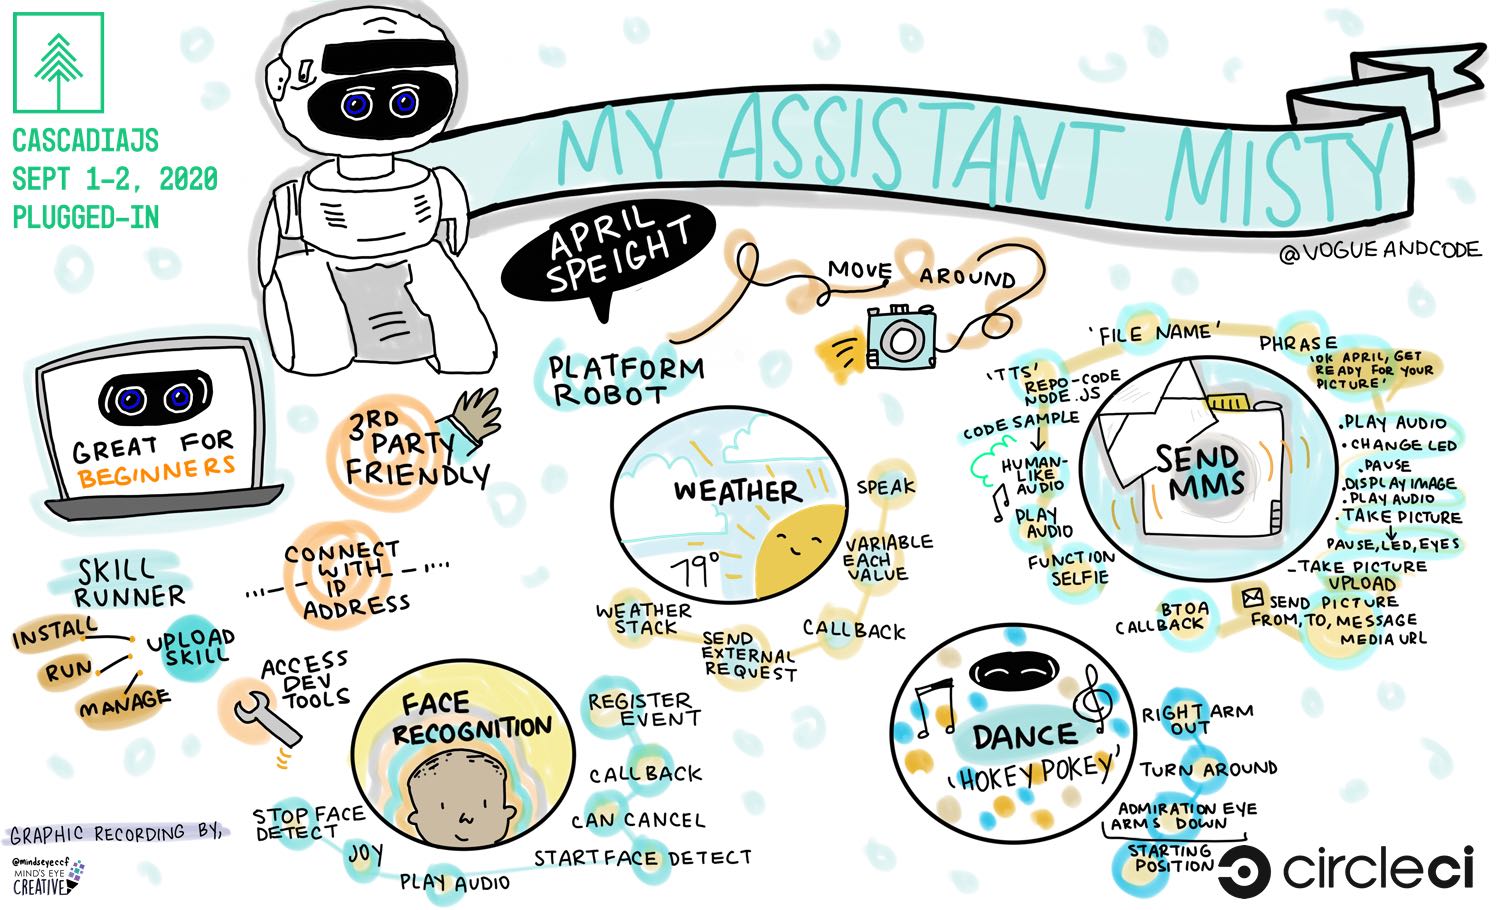 CASCADIAJS
SEPT 1-2, 2020
PLUGGED-IN
MY ASSISTANT MISTY
@VOGUEANDCODE
APRIL
SPEIGHT
MOVE AROUND
PLATFORM
ROBOT
GREAT FOR
BEGINNERS
3RD
PARTY
FRIENDLY
CONNECT
WITH
IP
ADDRESS
SKILL
RUNNER
INSTALL
RUN
MANAGE
UPLOAD
SKILL
ACCESS
DEV
TOOLS
WEATHER
79°
SPEAK
VARIABLE
EACH
VALUE
CALLBACK
SEND
EXTERNAL
REQUEST
WEATHER
STACK
FACE
RECOGNITION
REGISTER
EVENT
CALLBACK
CAN CANCEL
START FACE DETECT
PLAY AUDIO
JOY
STOP FACE
DETECT
SEND
MMS
'FILE NAME'
PHRASE
'OK APRIL, GET
READY FOR YOUR
PICTURE'
'TTS'
REPO-CODE
NODE.JS
CODE SAMPLE
HUMAN-
LIKE
AUDIO
PLAY
AUDIO
FUNCTION
SELFIE
.PLAY AUDIO
.CHANGE LED
.PAUSE
.DISPLAY IMAGE
.PLAY AUDIO
.TAKE PICTURE
PAUSE, LED, EYES
-TAKE PICTURE
UPLOAD
SEND PICTURE
FROM, TO, MESSAGE
MEDIA URL
BTOA
CALLBACK
DANCE
'HOKEY POKEY'
RIGHT ARM
OUT
TURN AROUND
ADMIRATION EYE
ARMS DOWN
STARTING
POSITION
GRAPHIC RECORDING BY,
@mindseyeccf
MIND'S EYE
CREATIVE
circleci